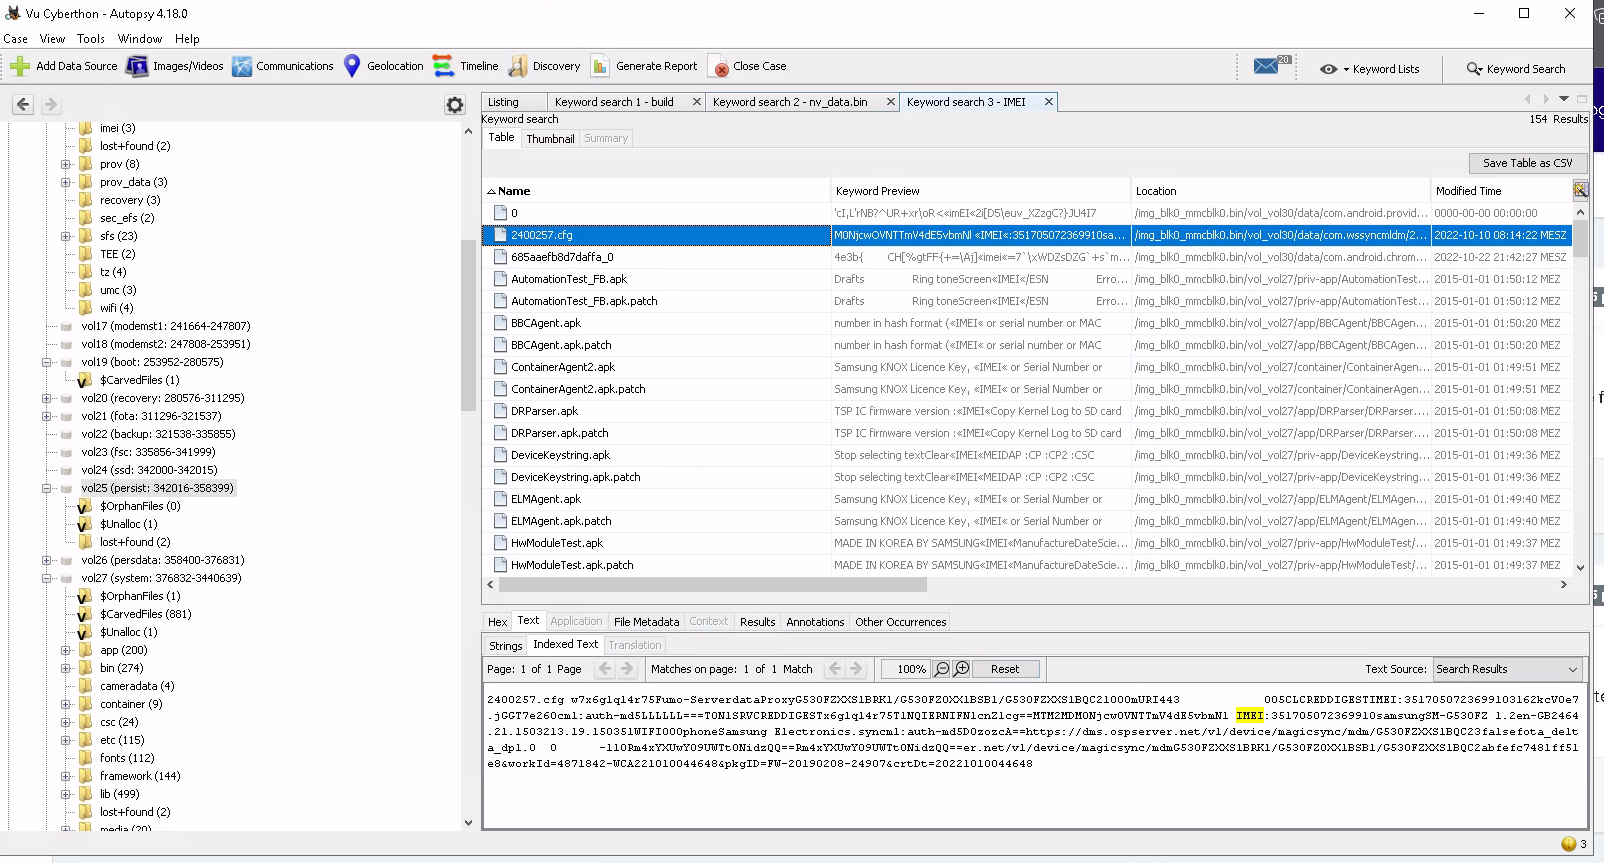 Vu Cyberthon - Autopsy 4.18.0
Case View Tools Window Help
Add Data Source Images/Videos Communications Geolocation Timeline Discovery Generate Report Close Case 20 Keyword Lists Keyword Search
Listing Keyword search 1 - build Keyword search 2 - nv_data.bin Keyword search 3 - IMEI
Keyword search 154 Results
Table Thumbnail Summary
Save Table as CSV
Name Keyword Preview Location Modified Time
0 'cI,L'rNB?^UR+xr\oR<«imEI«2i[D5\euv_XZzgC?}JU4I7 /img_blk0_mmcblk0.bin/vol_vol30/data/com.android.provid... 0000-00-00 00:00:00
2400257.cfg M0NjcwOVNTTmV4dE5vbmNl «IMEI«:351705072369910sa... /img_blk0_mmcblk0.bin/vol_vol30/data/com.wssyncmldm/2... 2022-10-10 08:14:22 MESZ
685aaefb8d7daffa_0 4e3b{ CH[%gtFF{+=\Aj]«imei«=7`\xWDZsDZG`+s`m... /img_blk0_mmcblk0.bin/vol_vol30/data/com.android.chrom... 2022-10-22 21:42:27 MESZ
AutomationTest_FB.apk Drafts Ring toneScreen«IMEI«/ESN Erro... /img_blk0_mmcblk0.bin/vol_vol27/priv-app/AutomationTest... 2015-01-01 01:50:12 MEZ
AutomationTest_FB.apk.patch Drafts Ring toneScreen«IMEI«/ESN Erro... /img_blk0_mmcblk0.bin/vol_vol27/priv-app/AutomationTest... 2015-01-01 01:50:12 MEZ
BBCAgent.apk number in hash format («IMEI« or serial number or MAC /img_blk0_mmcblk0.bin/vol_vol27/app/BBCAgent/BBCAgen... 2015-01-01 01:50:20 MEZ
BBCAgent.apk.patch number in hash format («IMEI« or serial number or MAC /img_blk0_mmcblk0.bin/vol_vol27/app/BBCAgent/BBCAgen... 2015-01-01 01:50:20 MEZ
ContainerAgent2.apk Samsung KNOX Licence Key, «IMEI« or Serial Number or /img_blk0_mmcblk0.bin/vol_vol27/container/ContainerAgen... 2015-01-01 01:49:51 MEZ
ContainerAgent2.apk.patch Samsung KNOX Licence Key, «IMEI« or Serial Number or /img_blk0_mmcblk0.bin/vol_vol27/container/ContainerAgen... 2015-01-01 01:49:51 MEZ
DRParser.apk TSP IC firmware version :«IMEI«Copy Kernel Log to SD card /img_blk0_mmcblk0.bin/vol_vol27/app/DRParser/DRParser.... 2015-01-01 01:50:08 MEZ
DRParser.apk.patch TSP IC firmware version :«IMEI«Copy Kernel Log to SD card /img_blk0_mmcblk0.bin/vol_vol27/app/DRParser/DRParser.... 2015-01-01 01:50:08 MEZ
DeviceKeystring.apk Stop selecting textClear«IMEI«MEIDAP :CP :CP2 :CSC /img_blk0_mmcblk0.bin/vol_vol27/priv-app/DeviceKeystring... 2015-01-01 01:49:36 MEZ
DeviceKeystring.apk.patch Stop selecting textClear«IMEI«MEIDAP :CP :CP2 :CSC /img_blk0_mmcblk0.bin/vol_vol27/priv-app/DeviceKeystring... 2015-01-01 01:49:36 MEZ
ELMAgent.apk Samsung KNOX Licence Key, «IMEI« or Serial Number or /img_blk0_mmcblk0.bin/vol_vol27/app/ELMAgent/ELMAgen... 2015-01-01 01:49:40 MEZ
ELMAgent.apk.patch Samsung KNOX Licence Key, «IMEI« or Serial Number or /img_blk0_mmcblk0.bin/vol_vol27/app/ELMAgent/ELMAgen... 2015-01-01 01:49:40 MEZ
HwModuleTest.apk MADE IN KOREA BY SAMSUNG«IMEI«ManufactureDateScie... /img_blk0_mmcblk0.bin/vol_vol27/priv-app/HwModuleTest/... 2015-01-01 01:49:37 MEZ
HwModuleTest.apk.patch MADE IN KOREA BY SAMSUNG«IMEI«ManufactureDateScie... /img_blk0_mmcblk0.bin/vol_vol27/priv-app/HwModuleTest/... 2015-01-01 01:49:37 MEZ
imei (3)
lost+found (2)
prov (8)
prov_data (3)
recovery (3)
sec_efs (2)
sfs (23)
TEE (2)
tz (4)
umc (3)
wifi (4)
vol17 (modemst1: 241664-247807)
vol18 (modemst2: 247808-253951)
vol19 (boot: 253952-280575)
$CarvedFiles (1)
vol20 (recovery: 280576-311295)
vol21 (fota: 311296-321537)
vol22 (backup: 321538-335855)
vol23 (fsc: 335856-341999)
vol24 (ssd: 342000-342015)
vol25 (persist: 342016-358399)
$OrphanFiles (0)
$Unalloc (1)
lost+found (2)
vol26 (persdata: 358400-376831)
vol27 (system: 376832-3440639)
$OrphanFiles (1)
$CarvedFiles (881)
$Unalloc (1)
app (200)
bin (274)
cameradata (4)
container (9)
csc (24)
etc (115)
fonts (112)
framework (144)
lib (499)
lost+found (2)
media (20)
Hex Text Application File Metadata Context Results Annotations Other Occurrences
Strings Indexed Text Translation
Page: 1 of 1 Page Matches on page: 1 of 1 Match 100% Reset Text Source: Search Results
2400257.cfg w7x6glql4r75Fumo-ServerdataProxyG530FZXXS1BRK1/G530FZOXX1BSB1/G530FZXXS1BQC21000mURI443 005CLCREDDIGESTIMEI:3517050723699103162kcV0e7
.jGGT7e260cml:auth-md5LLLLLL===T0N1SRVCREDDIGESTx6glql4r75T1NQIERNIFNlcnZlcg==MTM2MDM0NjcwOVNTTmV4dE5vbmNl IMEI:351705072369910samsungSM-G530FZ 1.2en-GB2464
.21.1503213.19.150351WIFI000phoneSamsung Electronics.syncml:auth-md5D0zozcA==https://dms.ospserver.net/v1/device/magicsync/mdm/G530FZXXS1BQC23falsefota_delt
a_dp1.0 0 -110Rm4xYXUwY09UWTt0NidzQQ==Rm4xYXUwY09UWTt0NidzQQ==er.net/v1/device/magicsync/mdmG530FZXXS1BRK1/G530FZOXX1BSB1/G530FZXXS1BQC2abfefc7481ff51
e8&workId=4871842-WCA221010044648&pkgID=FW-20190208-24907&crtDt=20221010044648
3